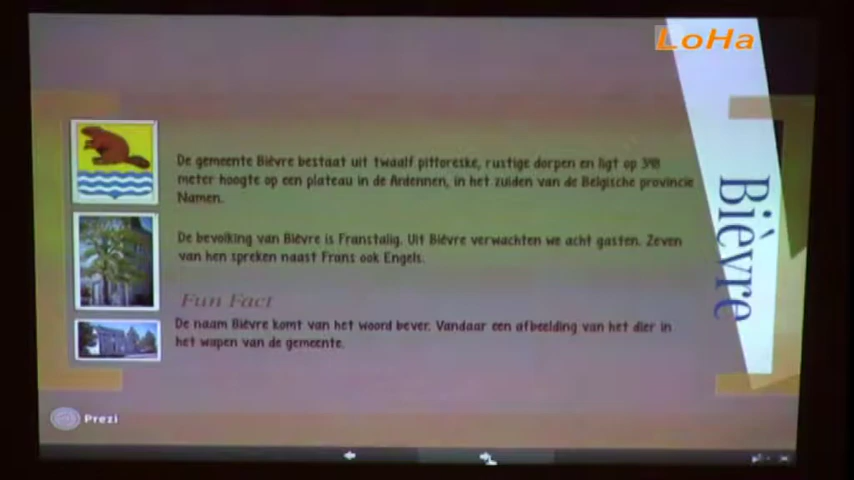 LoHa
De gemeente Bièvre bestaat uit twaalf pittoreske, rustige dorpen en ligt op 398
meter hoogte op een plateau in de Ardennen, in het zuiden van de Belgische provincie
Namen.
De bevolking van Bièvre is Franstalig. Uit Bièvre verwachten we acht gasten. Zeven
van hen spreken naast Frans ook Engels.
Fun Fact
De naam Bièvre komt van het woord bever. Vandaar een afbeelding van het dier in
het wapen van de gemeente.
Bièvre
Prezi